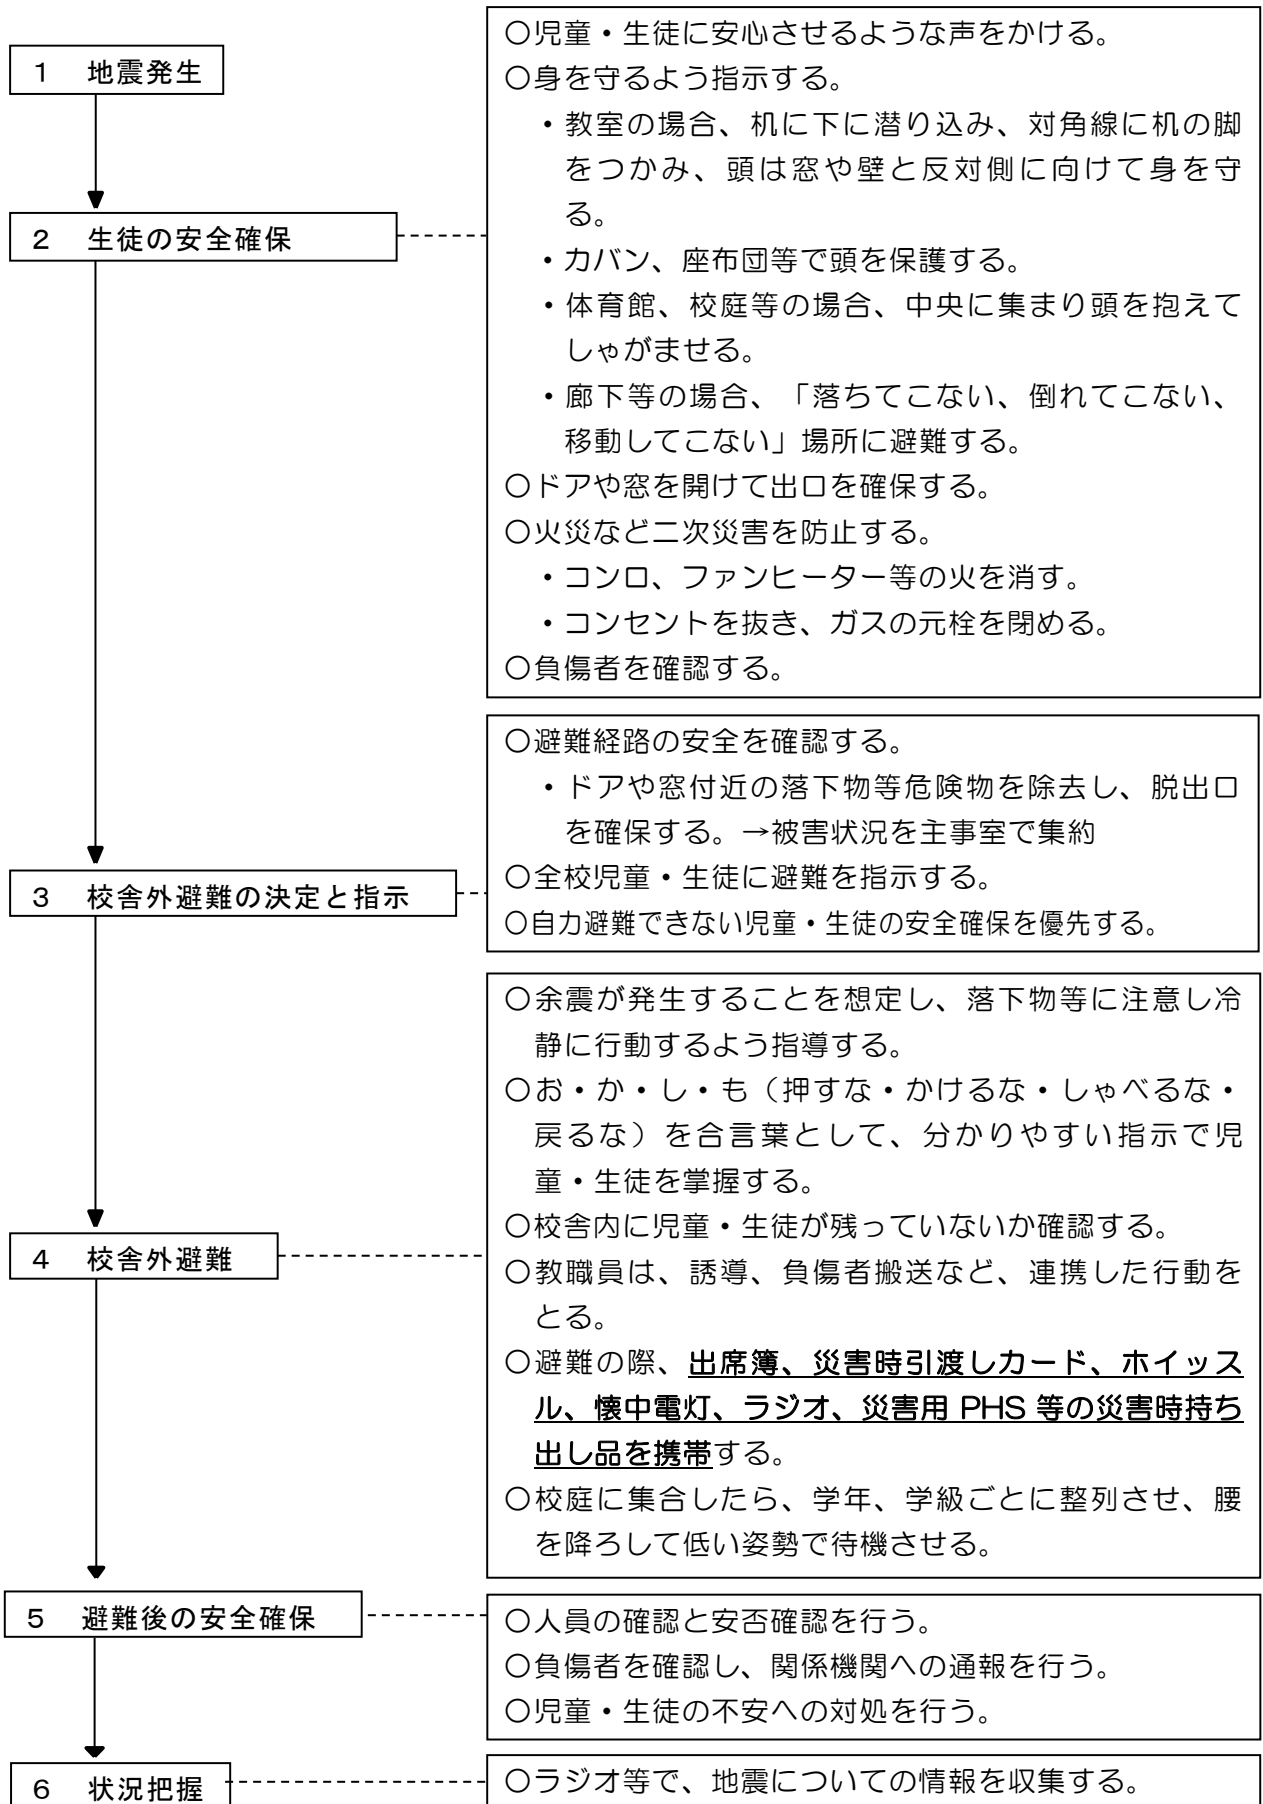 1　地震発生
〇児童・生徒に安心させるような声をかける。
〇身を守るよう指示する。
・教室の場合、机に下に潜り込み、対角線に机の脚
をつかみ、頭は窓や壁と反対側に向けて身を守
る。
2　生徒の安全確保
・カバン、座布団等で頭を保護する。
・体育館、校庭等の場合、中央に集まり頭を抱えて
しゃがませる。
・廊下等の場合、「落ちてこない、倒れてこない、
移動してこない」場所に避難する。
〇ドアや窓を開けて出口を確保する。
〇火災など二次災害を防止する。
・コンロ、ファンヒーター等の火を消す。
・コンセントを抜き、ガスの元栓を閉める。
〇負傷者を確認する。
3　校舎外避難の決定と指示
〇避難経路の安全を確認する。
・ドアや窓付近の落下物等危険物を除去し、脱出口
を確保する。→被害状況を主事室で集約
〇全校児童・生徒に避難を指示する。
〇自力避難できない児童・生徒の安全確保を優先する。
4　校舎外避難
〇余震が発生することを想定し、落下物等に注意し冷
静に行動するよう指導する。
〇お・か・し・も（押すな・かけるな・しゃべるな・
戻るな）を合言葉として、分かりやすい指示で児
童・生徒を掌握する。
〇校舎内に児童・生徒が残っていないか確認する。
〇教職員は、誘導、負傷者搬送など、連携した行動を
とる。
〇避難の際、出席簿、災害時引渡しカード、ホイッス
ル、懐中電灯、ラジオ、災害用 PHS 等の災害時持ち
出し品を携帯する。
〇校庭に集合したら、学年、学級ごとに整列させ、腰
を降ろして低い姿勢で待機させる。
5　避難後の安全確保
〇人員の確認と安否確認を行う。
〇負傷者を確認し、関係機関への通報を行う。
〇児童・生徒の不安への対処を行う。
6　状況把握
〇ラジオ等で、地震についての情報を収集する。